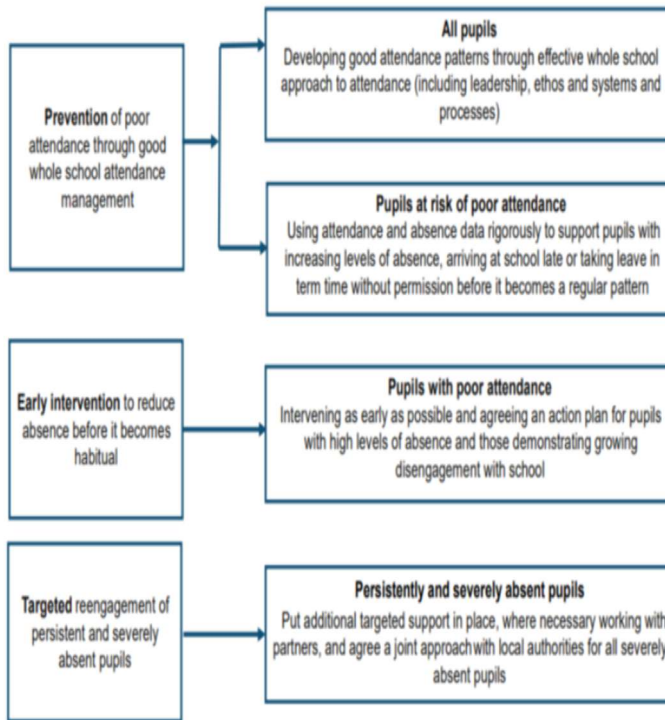 All pupils
Developing good attendance patterns through effective whole school
approach to attendance (including leadership, ethos and systems and
processes)
Prevention of poor
attendance through good
whole school attendance
management
Pupils at risk of poor attendance
Using attendance and absence data rigorously to support pupils with
increasing levels of absence, arriving at school late or taking leave in
term time without permission before it becomes a regular pattern
Early intervention to reduce
absence before it becomes
habitual
Pupils with poor attendance
Intervening as early as possible and agreeing an action plan for pupils
with high levels of absence and those demonstrating growing
disengagement with school
Targeted reengagement of
persistent and severely
absent pupils
Persistently and severely absent pupils
Put additional targeted support in place, where necessary working with
partners, and agree a joint approach with local authorities for all severely
absent pupils